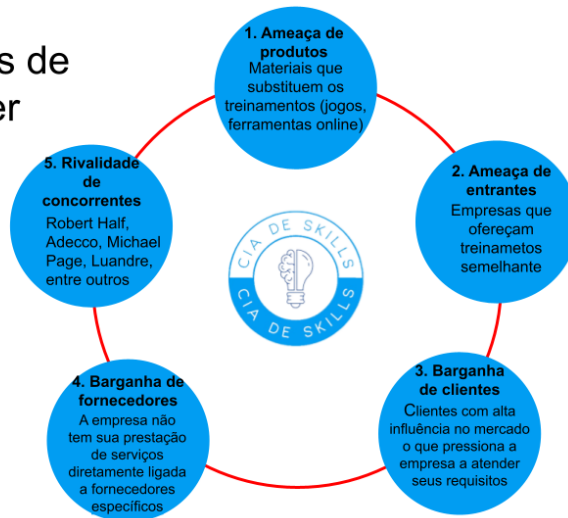 s de
er
1. Ameaça de
produtos
Materiais que
substituem os
treinamentos (jogos,
ferramentas online)
2. Ameaça de
entrantes
Empresas que
ofereçam
treinametos
semelhante
3. Barganha
de clientes
Clientes com alta
influência no mercado
o que pressiona a
empresa a atender
seus requisitos
4. Barganha de
fornecedores
A empresa não
tem sua prestação
de serviços
diretamente ligada
a fornecedores
específicos
5. Rivalidade
de
concorrentes
Robert Half,
Adecco, Michael
Page, Luandre,
entre outros
CIA DE SKILLS
CIA DE SKILLS